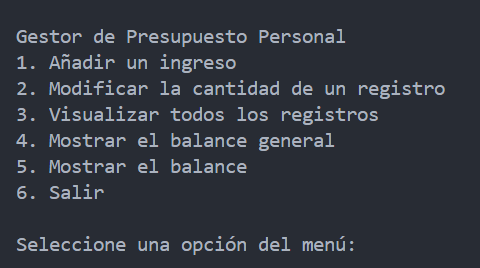 Gestor de Presupuesto Personal
1. Añadir un ingreso
2. Modificar la cantidad de un registro
3. Visualizar todos los registros
4. Mostrar el balance general
5. Mostrar el balance
6. Salir
Seleccione una opción del menú: